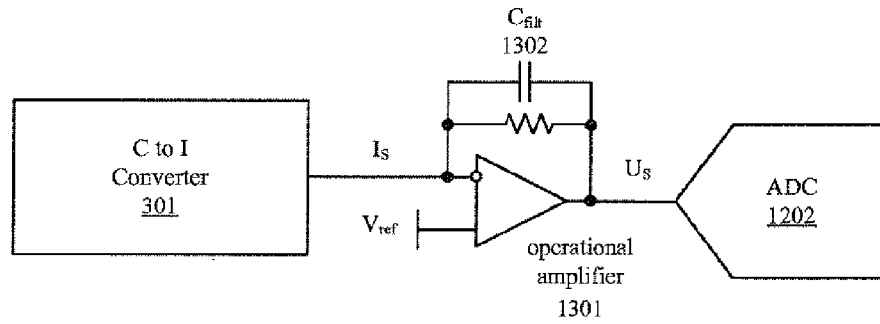 C_filt
1302
C to I
Converter
301
I_S
U_S
ADC
1202
V_ref
operational
amplifier
1301